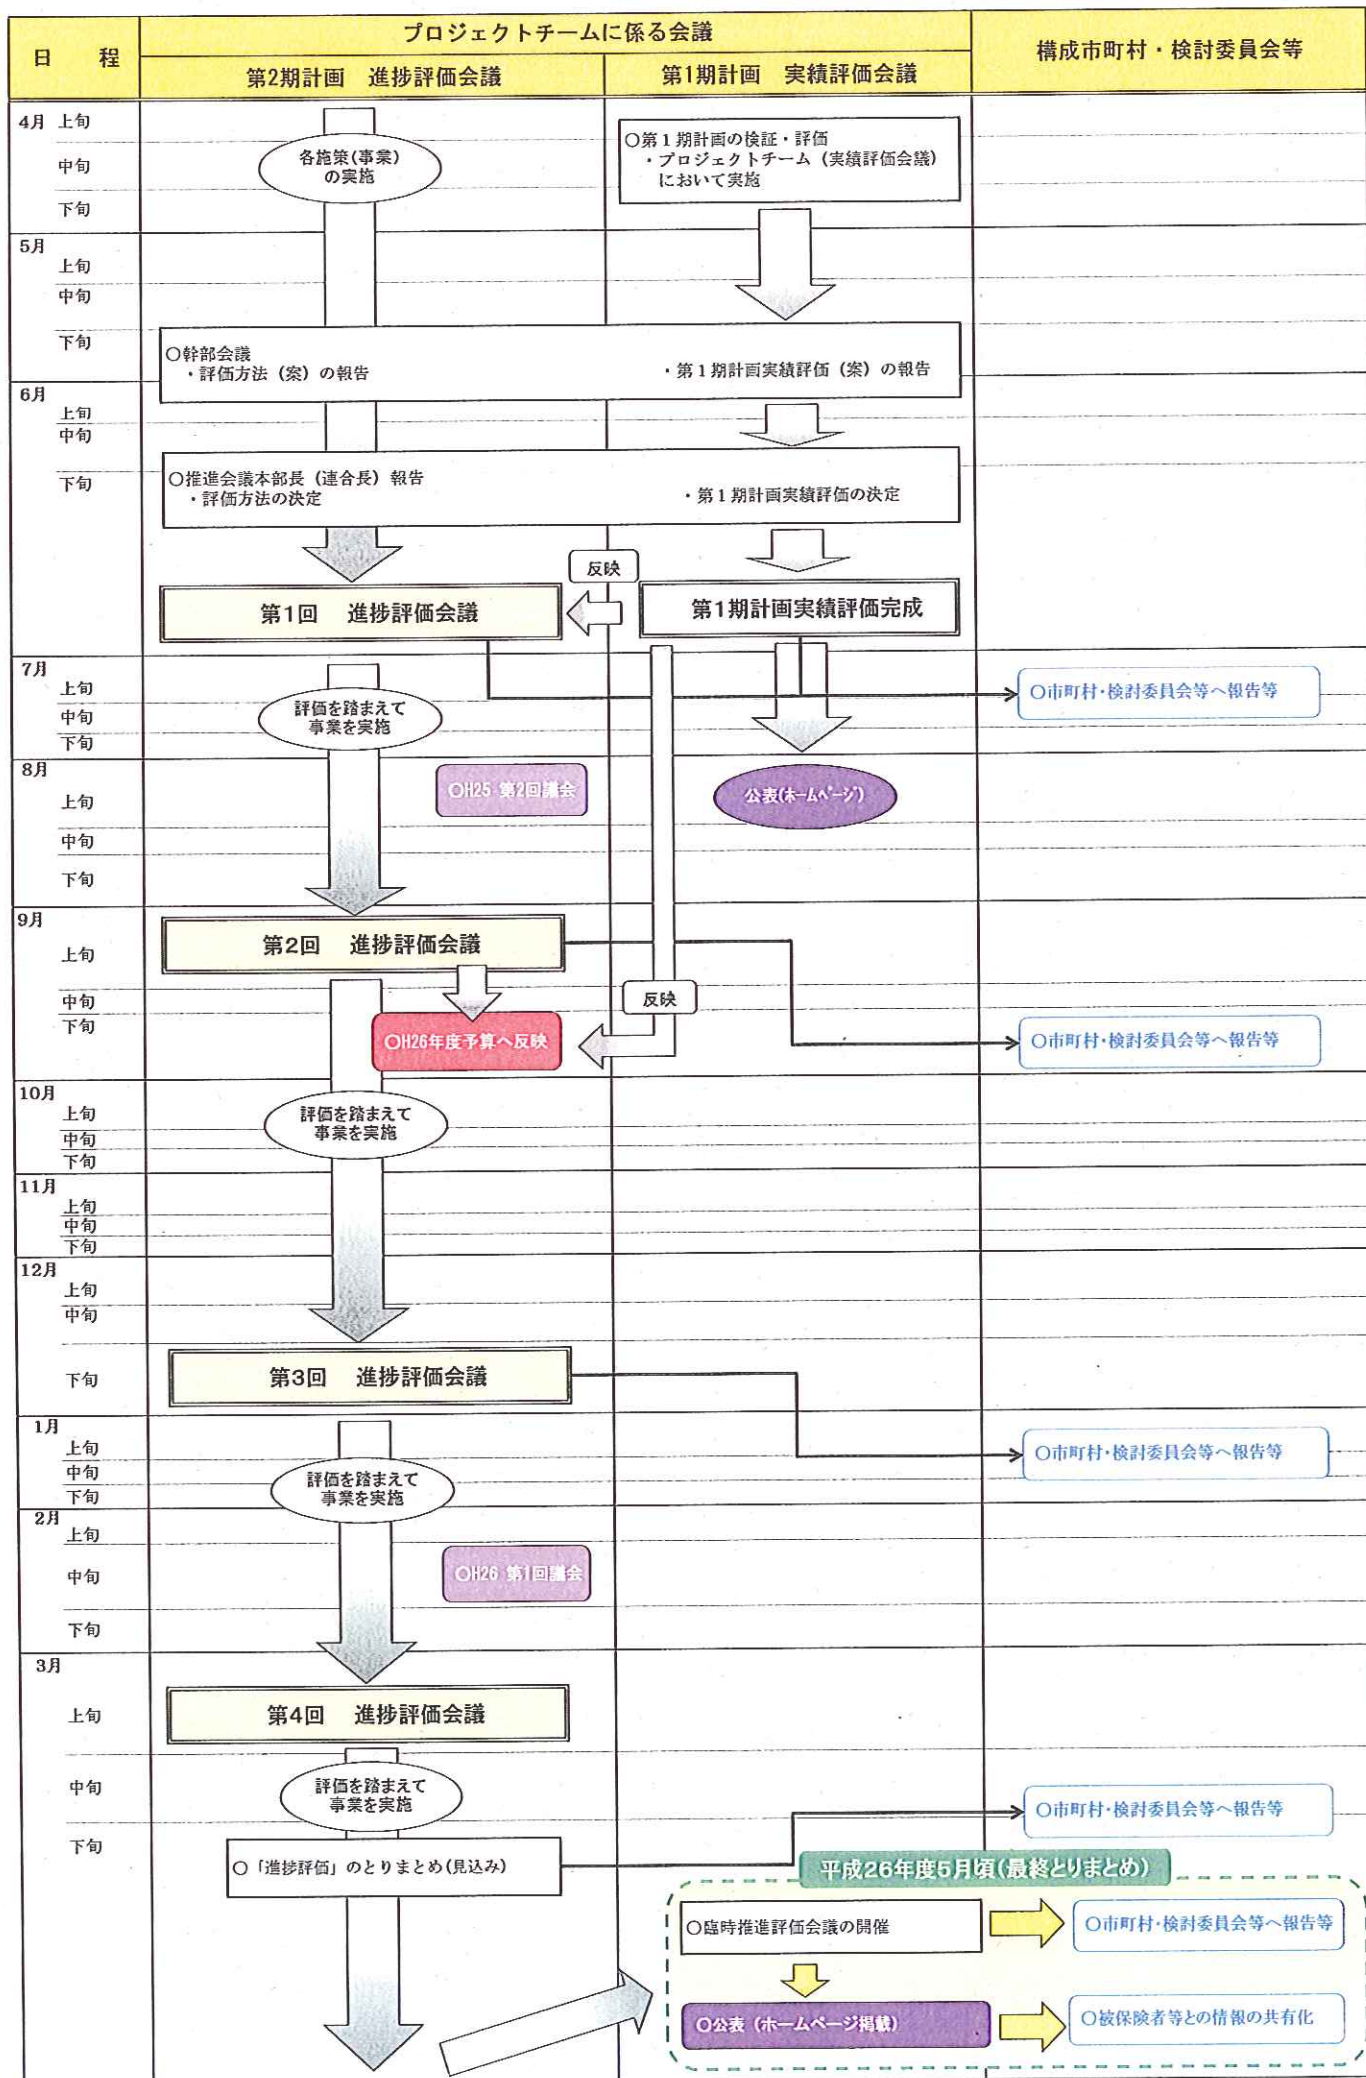 日　　程
プロジェクトチームに係る会議
構成市町村・検討委員会等
第2期計画　進捗評価会議
第1期計画　実績評価会議
4月 上旬
中旬
下旬
各施策(事業)
の実施
〇第1期計画の検証・評価
・プロジェクトチーム（実績評価会議）
において実施
5月
上旬
中旬
下旬
〇幹部会議
・評価方法（案）の報告
・第1期計画実績評価（案）の報告
6月
上旬
中旬
下旬
〇推進会議本部長（連合長）報告
・評価方法の決定
・第1期計画実績評価の決定
反映
第1回　進捗評価会議
第1期計画実績評価完成
7月
上旬
中旬
下旬
評価を踏まえて
事業を実施
〇市町村・検討委員会等へ報告等
8月
上旬
中旬
下旬
〇H25 第2回議会
公表(ホームページ)
9月
上旬
中旬
下旬
第2回　進捗評価会議
反映
〇H26年度予算へ反映
〇市町村・検討委員会等へ報告等
10月
上旬
中旬
下旬
評価を踏まえて
事業を実施
11月
上旬
中旬
下旬
12月
上旬
中旬
下旬
第3回　進捗評価会議
1月
上旬
中旬
下旬
評価を踏まえて
事業を実施
〇市町村・検討委員会等へ報告等
2月
上旬
中旬
下旬
〇H26 第1回議会
3月
上旬
中旬
下旬
第4回　進捗評価会議
評価を踏まえて
事業を実施
〇市町村・検討委員会等へ報告等
〇「進捗評価」のとりまとめ(見込み)
平成26年度5月頃(最終とりまとめ)
〇臨時推進評価会議の開催
〇市町村・検討委員会等へ報告等
〇公表（ホームページ掲載）
〇被保険者等との情報の共有化